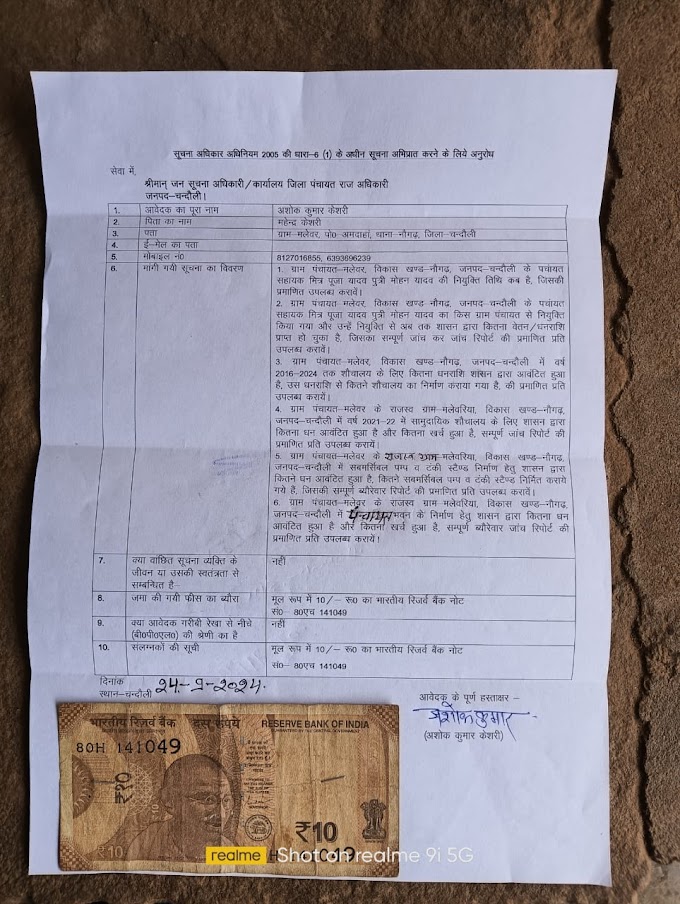 सूचना अधिकार अधिनियम 2005 की धारा-6 (1) के अधीन सूचना अभिप्रात करने के लिये अनुरोध
सेवा में,
श्रीमान् जन सूचना अधिकारी/कार्यालय जिला पंचायत राज अधिकारी
जनपद-चन्दौली।
1. आवेदक का पूरा नाम अशोक कुमार केशरी
2. पिता का नाम महेन्द्र केशरी
3. पता ग्राम-मलेवर, पो0 अमदाहां, थाना-नौगढ़, जिला-चन्दौली
4. ई-मेल का पता
5. मोबाइल नं0 8127016855, 6393696239
6. मांगी गयी सूचना का विवरण 1. ग्राम पंचायत-मलेवर, विकास खण्ड-नौगढ़, जनपद-चन्दौली के पंचायत
सहायक मित्र पूजा यादव पुत्री मोहन यादव की नियुक्ति तिथि कब है, जिसकी
प्रमाणित उपलब्ध करावें।
2. ग्राम पंचायत मलेवर, विकास खण्ड-नौगढ़, जनपद-चन्दौली के पंचायत
सहायक मित्र पूजा यादव पुत्री मोहन यादव का किस ग्राम पंचायत से नियुक्ति
किया गया और उन्हें नियुक्ति से अब तक शासन द्वारा कितना वेतन/धनराशि
प्राप्त हो चुका है, जिसका सम्पूर्ण जांच कर जांच रिपोर्ट की प्रमाणित प्रति
उपलब्ध करावें।
3. ग्राम पंचायत-मलेवर, विकास खण्ड-नौगढ़, जनपद-चन्दौली में वर्ष
2016-2024 तक शौचालय के लिए कितना धनराशि शासन द्वारा आवंटित हुआ
है, उस धनराशि से कितने शौचालय का निर्माण कराया गया है, की प्रमाणित प्रति
उपलब्ध करायें।
4. ग्राम पंचायत-मलेवर के राजस्व ग्राम-मलेवरिया, विकास खण्ड-नौगढ़,
जनपद-चन्दौली में वर्ष 2021-22 में सामुदायिक शौचालय के लिए शासन द्वारा
कितना धन आवंटित हुआ है और कितना खर्च हुआ है, सम्पूर्ण जांच रिपोर्ट की
प्रमाणित प्रति उपलब्ध करायें।
5. ग्राम पंचायत-मलेवर के राजस्व ग्राम-मलेवरिया, विकास खण्ड-नौगढ़,
जनपद-चन्दौली में सबमर्सिबल पम्प व टंकी स्टैण्ड निर्माण हेतु शासन द्वारा
कितने धन आवंटित हुआ है, कितने सबमर्सिबल पम्प व टंकी स्टैण्ड निर्मित कराये
गये हैं, जिसकी सम्पूर्ण ब्यौरेवार रिपोर्ट की प्रमाणित प्रति उपलब्ध करावें।
6. ग्राम पंचायत-मलेवर के राजस्व ग्राम मलेवरिया, विकास खण्ड-नौगढ़,
जनपद-चन्दौली में पंचायत भवन के निर्माण हेतु शासन द्वारा कितना धन
आवंटित हुआ है और कितना खर्च हुआ है, सम्पूर्ण ब्यौरेवार जांच रिपोर्ट की
प्रमाणित प्रति उपलब्ध करायें।
7. क्या वांछित सूचना व्यक्ति के नहीं
जीवन या उसकी स्वतंत्रता से
सम्बन्धित है-
8. जमा की गयी फीस का ब्यौरा मूल रूप में 10/- रू0 का भारतीय रिजर्व बैंक नोट
सं0- 80एच 141049
9. क्या आवेदक गरीबी रेखा से नीचे नहीं
(बी0पी0एल0) की श्रेणी का है
10. संलग्नकों की सूची मूल रूप में 10/- रू0 का भारतीय रिजर्व बैंक नोट
सं0- 80एच 141049
दिनांक 24-9-2024.
स्थान-चन्दौली
आवेदक के पूर्ण हस्ताक्षर -
अशोक कुमार
(अशोक कुमार केशरी)
भारतीय रिज़र्व बैंक दस रुपये RESERVE BANK OF INDIA
80H 141049
₹१०
₹10
₹10
realme Shot on realme 9i 5G